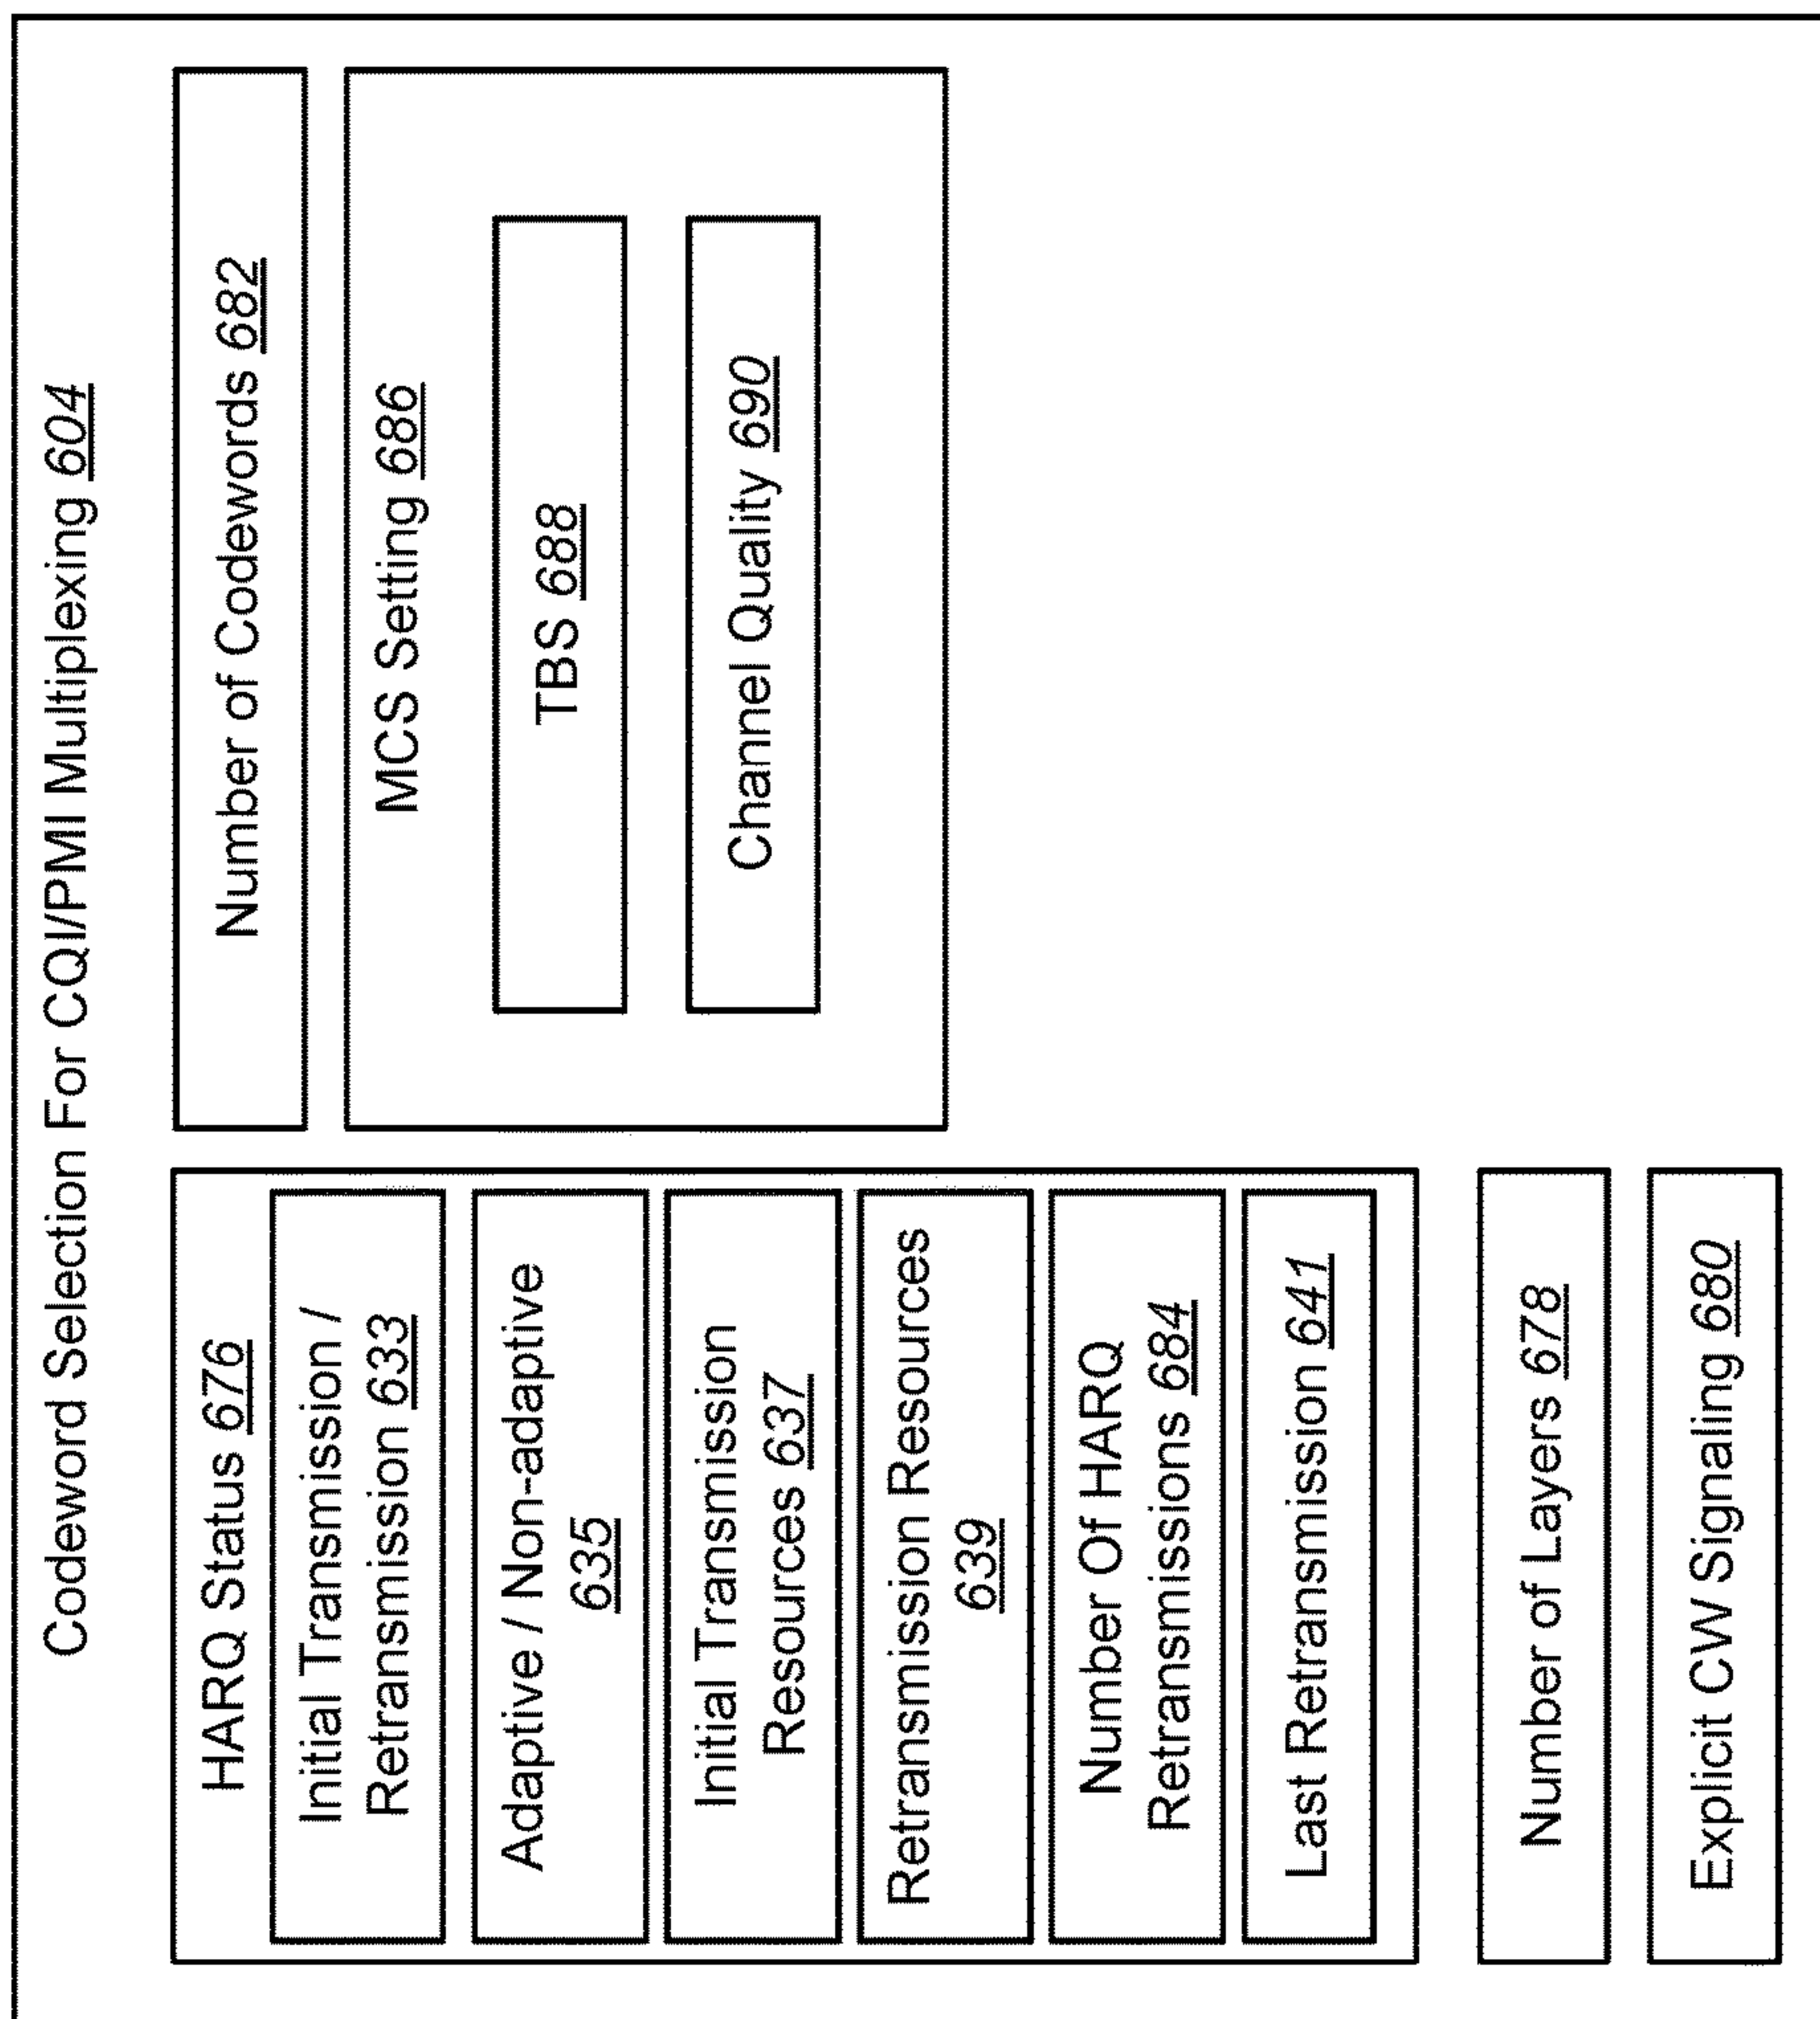 Codeword Selection For CQI/PMI Multiplexing 604
HARQ Status 676
Initial Transmission /
Retransmission 633
Adaptive / Non-adaptive
635
Initial Transmission
Resources 637
Retransmission Resources
639
Number Of HARQ
Retransmissions 684
Last Retransmission 641
Number of Layers 678
Explicit CW Signaling 680
Number of Codewords 682
MCS Setting 686
TBS 688
Channel Quality 690